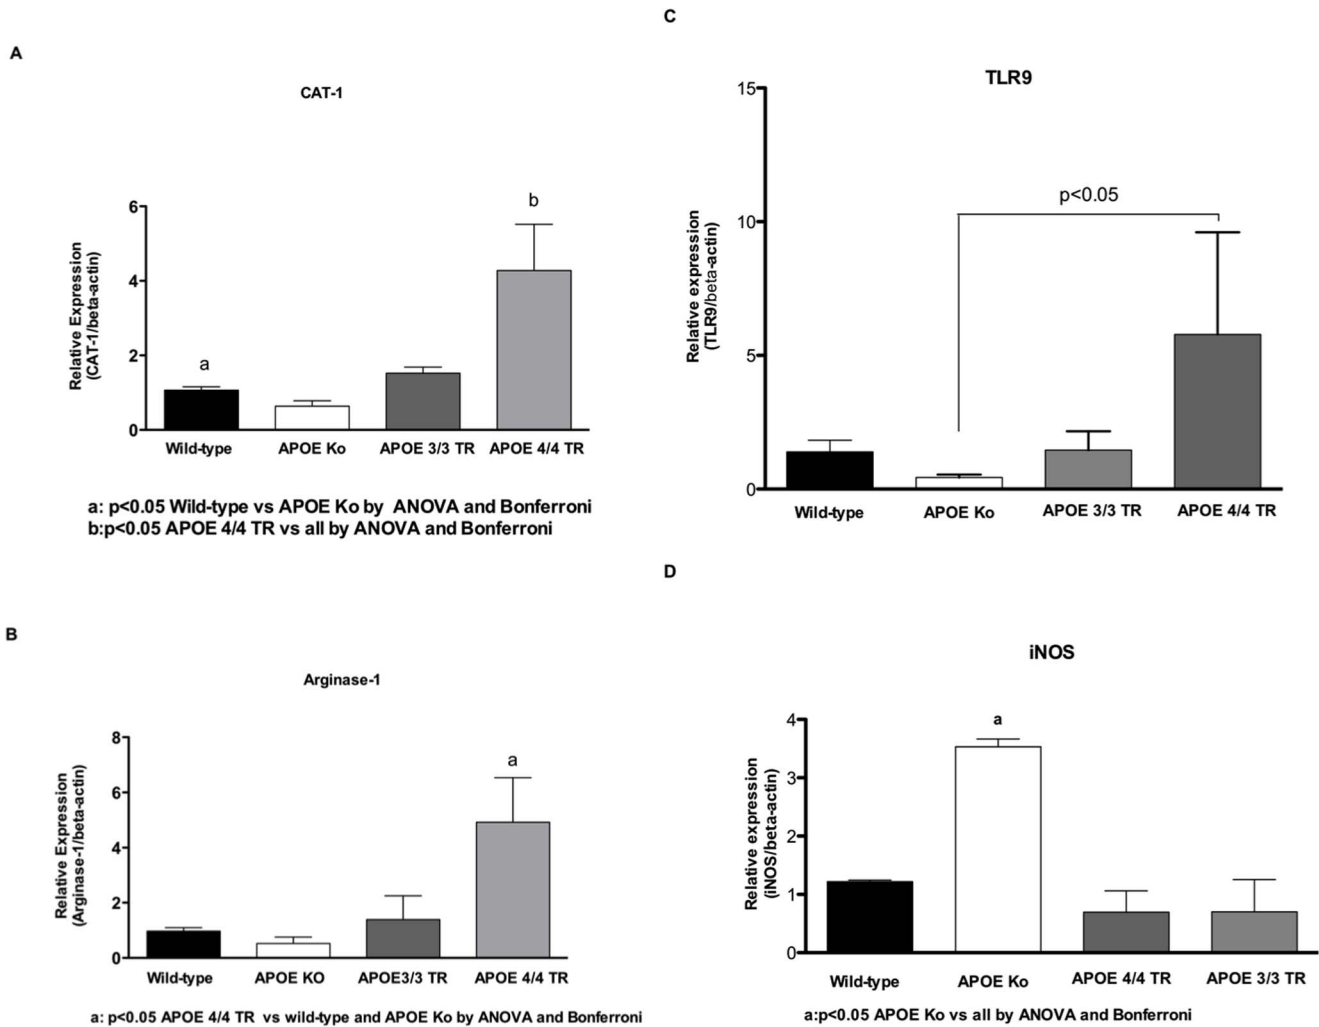 A
CAT-1
Relative Expression
(CAT-1/beta-actin)
6
4
2
0
a
b
Wild-type
APOE Ko
APOE 3/3 TR
APOE 4/4 TR
a: p<0.05 Wild-type vs APOE Ko by ANOVA and Bonferroni
b:p<0.05 APOE 4/4 TR vs all by ANOVA and Bonferroni
B
Arginase-1
Relative Expression
(Arginase-1/beta-actin)
8
6
4
2
0
a
Wild-type
APOE KO
APOE3/3 TR
APOE 4/4 TR
a: p<0.05 APOE 4/4 TR vs wild-type and APOE Ko by ANOVA and Bonferroni
C
TLR9
Relative expression
(TLR9/beta-actin)
15
10
5
0
p<0.05
Wild-type
APOE Ko
APOE 3/3 TR
APOE 4/4 TR
D
iNOS
Relative expression
(iNOS/beta-actin)
4
3
2
1
0
a
Wild-type
APOE Ko
APOE 4/4 TR
APOE 3/3 TR
a:p<0.05 APOE Ko vs all by ANOVA and Bonferroni